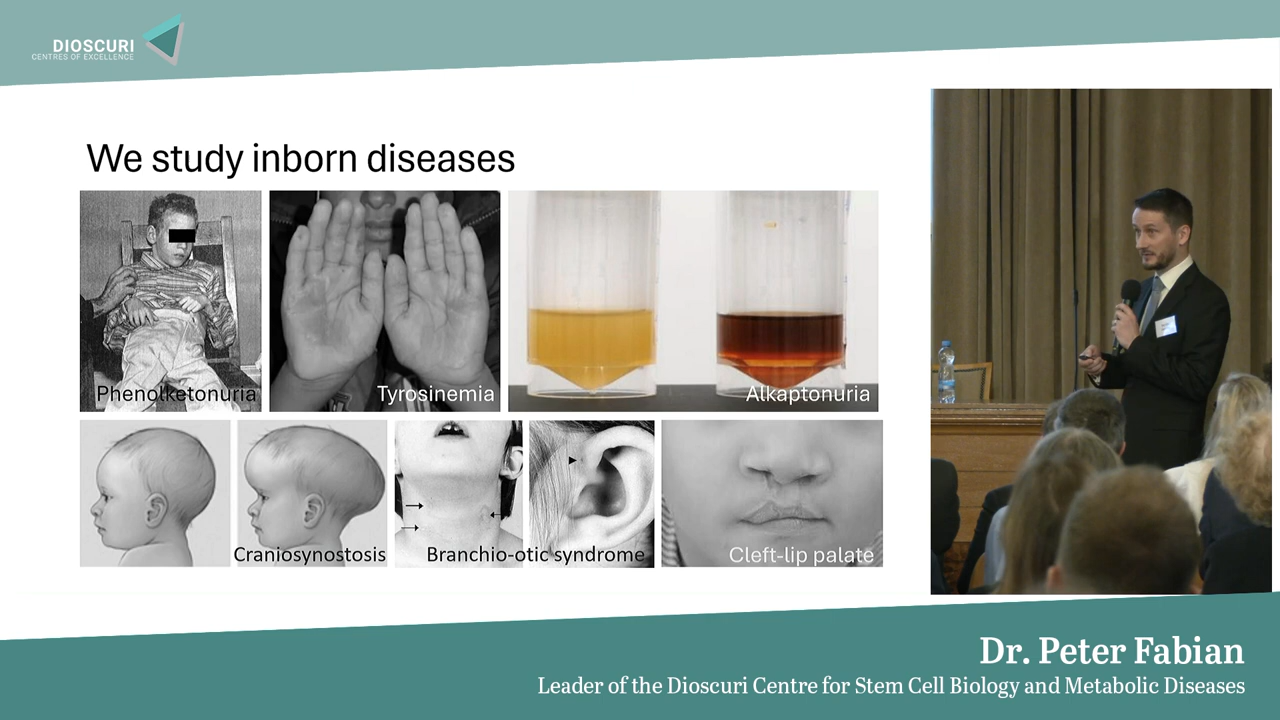 DIOSCURI
CENTRES OF EXCELLENCE
We study inborn diseases
Phenolketonuria
Tyrosinemia
Alkaptonuria
Craniosynostosis
Branchio-otic syndrome
Cleft-lip palate
Dr. Peter Fabian
Leader of the Dioscuri Centre for Stem Cell Biology and Metabolic Diseases